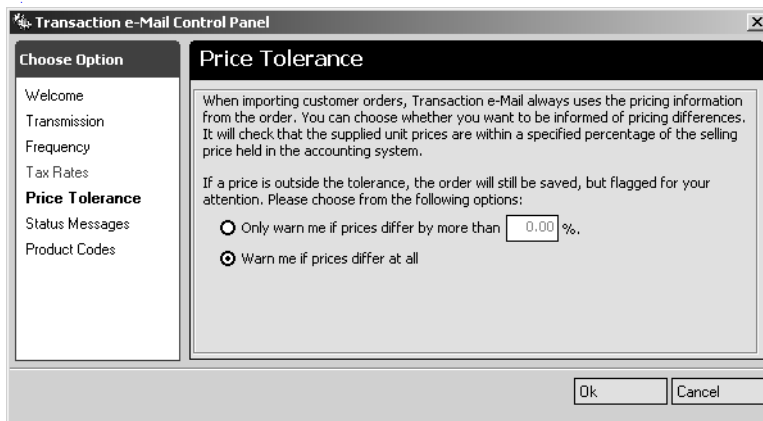 Transaction e-Mail Control Panel
Choose Option
Welcome
Transmission
Frequency
Tax Rates
Price Tolerance
Status Messages
Product Codes
Price Tolerance
When importing customer orders, Transaction e-Mail always uses the pricing information
from the order. You can choose whether you want to be informed of pricing differences.
It will check that the supplied unit prices are within a specified percentage of the selling
price held in the accounting system.
If a price is outside the tolerance, the order will still be saved, but flagged for your
attention. Please choose from the following options:
Only warn me if prices differ by more than 0.00 %.
Warn me if prices differ at all
Ok Cancel